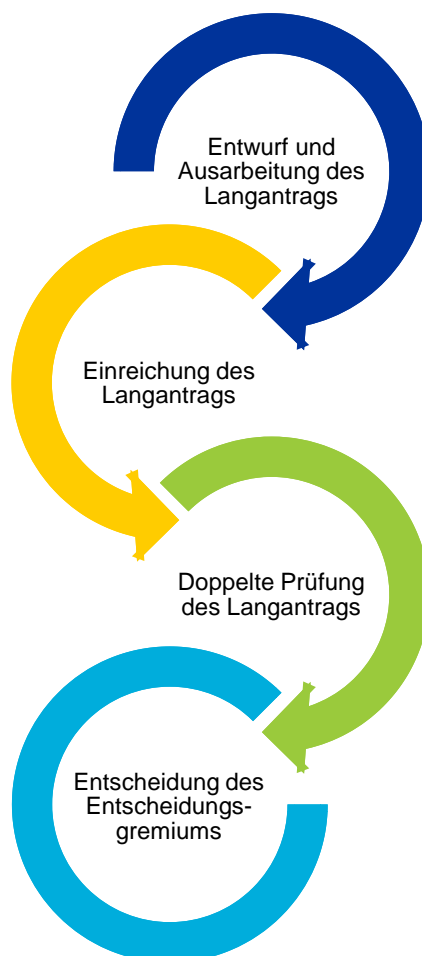 Entwurf und
Ausarbeitung des
Langantrags
Einreichung des
Langantrags
Doppelte Prüfung
des Langantrags
Entscheidung des
Entscheidungs-
gremiums